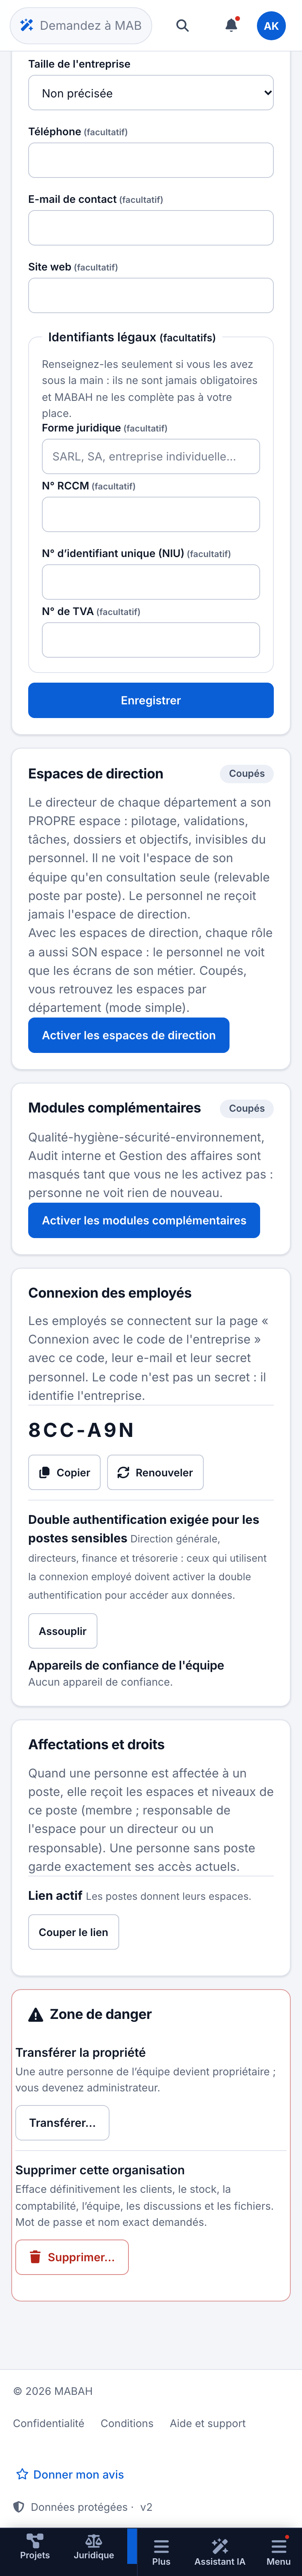 Demandez à MAB
AK
Taille de l'entreprise
Non précisée
Téléphone (facultatif)
E-mail de contact (facultatif)
Site web (facultatif)
Identifiants légaux (facultatifs)
Renseignez-les seulement si vous les avez
sous la main : ils ne sont jamais obligatoires
et MABAH ne les complète pas à votre
place.
Forme juridique (facultatif)
SARL, SA, entreprise individuelle…
N° RCCM (facultatif)
N° d’identifiant unique (NIU) (facultatif)
N° de TVA (facultatif)
Enregistrer
Espaces de direction
Coupés
Le directeur de chaque département a son
PROPRE espace : pilotage, validations,
tâches, dossiers et objectifs, invisibles du
personnel. Il ne voit l'espace de son
équipe qu'en consultation seule (relevable
poste par poste). Le personnel ne reçoit
jamais l'espace de direction.
Avec les espaces de direction, chaque rôle
a aussi SON espace : le personnel ne voit
que les écrans de son métier. Coupés,
vous retrouvez les espaces par
département (mode simple).
Activer les espaces de direction
Modules complémentaires
Coupés
Qualité-hygiène-sécurité-environnement,
Audit interne et Gestion des affaires sont
masqués tant que vous ne les activez pas :
personne ne voit rien de nouveau.
Activer les modules complémentaires
Connexion des employés
Les employés se connectent sur la page «
Connexion avec le code de l'entreprise »
avec ce code, leur e-mail et leur secret
personnel. Le code n'est pas un secret : il
identifie l'entreprise.
8CC-A9N
Copier
Renouveler
Double authentification exigée pour les
postes sensibles Direction générale,
directeurs, finance et trésorerie : ceux qui utilisent
la connexion employé doivent activer la double
authentification pour accéder aux données.
Assouplir
Appareils de confiance de l'équipe
Aucun appareil de confiance.
Affectations et droits
Quand une personne est affectée à un
poste, elle reçoit les espaces et niveaux de
ce poste (membre ; responsable de
l'espace pour un directeur ou un
responsable). Une personne sans poste
garde exactement ses accès actuels.
Lien actif Les postes donnent leurs espaces.
Couper le lien
Zone de danger
Transférer la propriété
Une autre personne de l’équipe devient propriétaire ;
vous devenez administrateur.
Transférer…
Supprimer cette organisation
Efface définitivement les clients, le stock, la
comptabilité, l’équipe, les discussions et les fichiers.
Mot de passe et nom exact demandés.
Supprimer…
© 2026 MABAH
Confidentialité
Conditions
Aide et support
Donner mon avis
Données protégées · v2
Projets
Juridique
Plus
Assistant IA
Menu